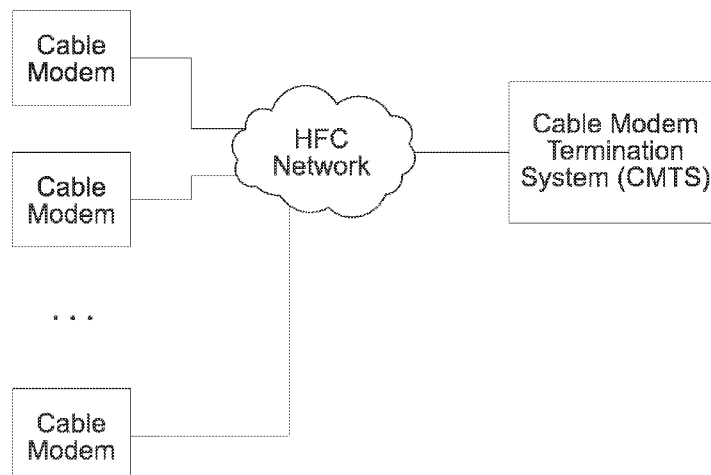 Cable
Modem
HFC
Network
Cable Modem
Termination
System (CMTS)
Cable
Modem
. . .
Cable
Modem